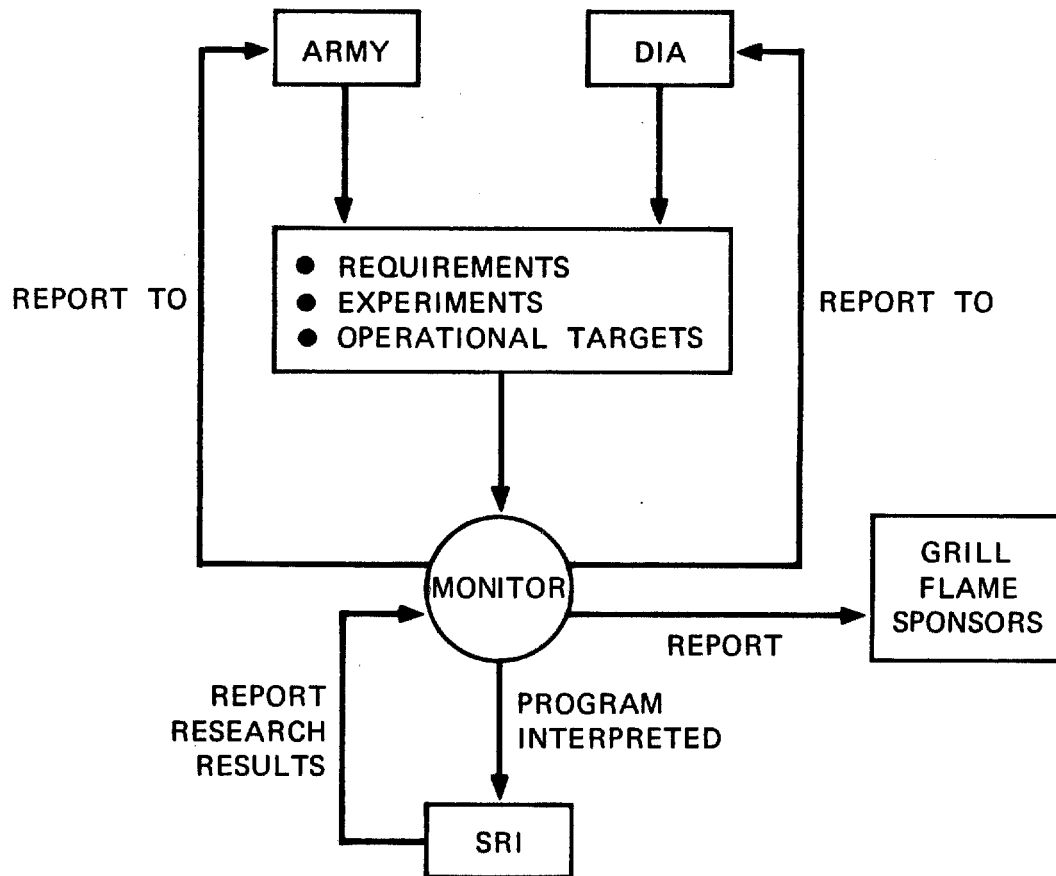 ARMY
DIA
● REQUIREMENTS
● EXPERIMENTS
● OPERATIONAL TARGETS
REPORT TO
REPORT TO
MONITOR
GRILL
FLAME
SPONSORS
REPORT
REPORT
RESEARCH
RESULTS
PROGRAM
INTERPRETED
SRI